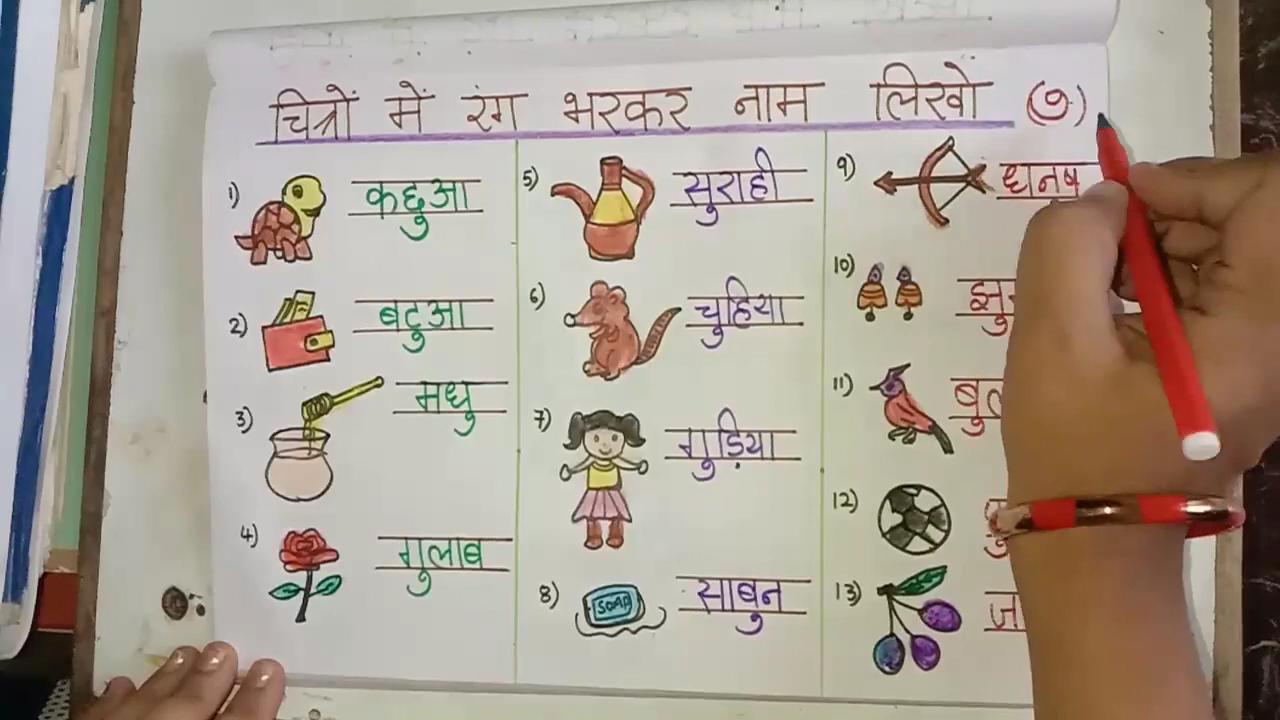 चित्रों में रंग भरकर नाम लिखो
1) कछुआ
2) बटुआ
3) मधु
4) गुलाब
5) सुराही
6) चुहिया
7) गुड़िया
8) साबुन
SOAP
9) धनुष
10)
11)
12)
13)